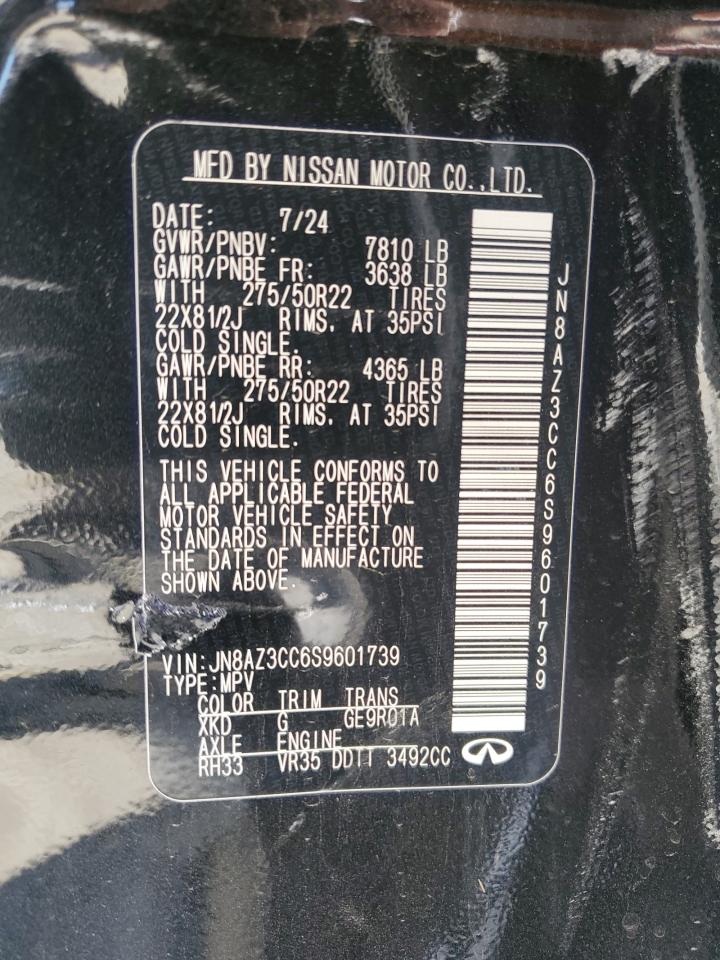 MFD BY NISSAN MOTOR CO.,LTD.
DATE: 7/24
GVWR/PNBV: 7810 LB
GAWR/PNBE FR: 3638 LB
WITH 275/50R22 TIRES
22X81/2J RIMS, AT 35PSI
COLD SINGLE.
GAWR/PNBE RR: 4365 LB
WITH 275/50R22 TIRES
22X81/2J RIMS, AT 35PSI
COLD SINGLE.
THIS VEHICLE CONFORMS TO
ALL APPLICABLE FEDERAL
MOTOR VEHICLE SAFETY
STANDARDS IN EFFECT ON
THE DATE OF MANUFACTURE
SHOWN ABOVE.
VIN:JN8AZ3CC6S9601739
TYPE:MPV
COLOR TRIM TRANS
XKD G GE9R01A
AXLE ENGINE
RH33 VR35 DDTT 3492CC
JN8AZ3CC6S9601739